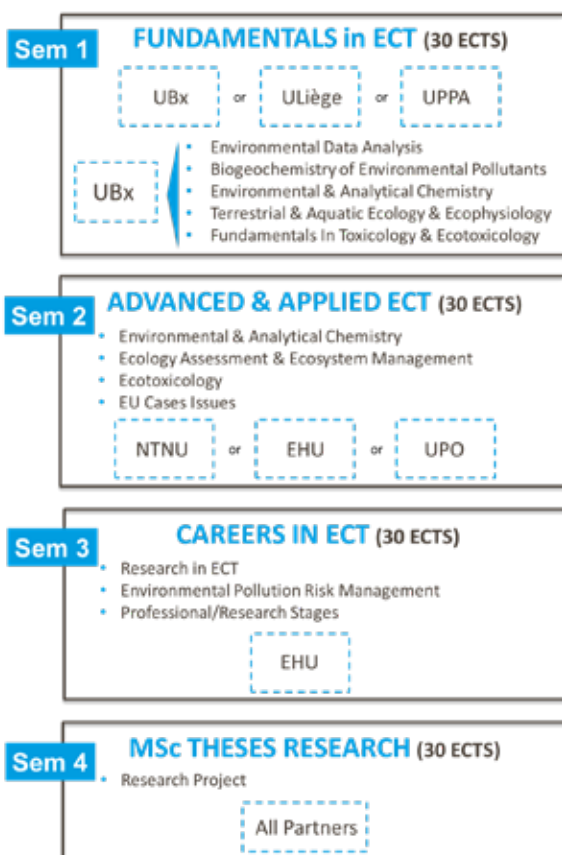 Sem 1
FUNDAMENTALS in ECT (30 ECTS)
UBx or ULiège or UPPA
UBx
• Environmental Data Analysis
• Biogeochemistry of Environmental Pollutants
• Environmental & Analytical Chemistry
• Terrestrial & Aquatic Ecology & Ecophysiology
• Fundamentals In Toxicology & Ecotoxicology
Sem 2
ADVANCED & APPLIED ECT (30 ECTS)
• Environmental & Analytical Chemistry
• Ecology Assessment & Ecosystem Management
• Ecotoxicology
• EU Cases Issues
NTNU or EHU or UPO
Sem 3
CAREERS IN ECT (30 ECTS)
• Research in ECT
• Environmental Pollution Risk Management
• Professional/Research Stages
EHU
Sem 4
MSc THESES RESEARCH (30 ECTS)
• Research Project
All Partners